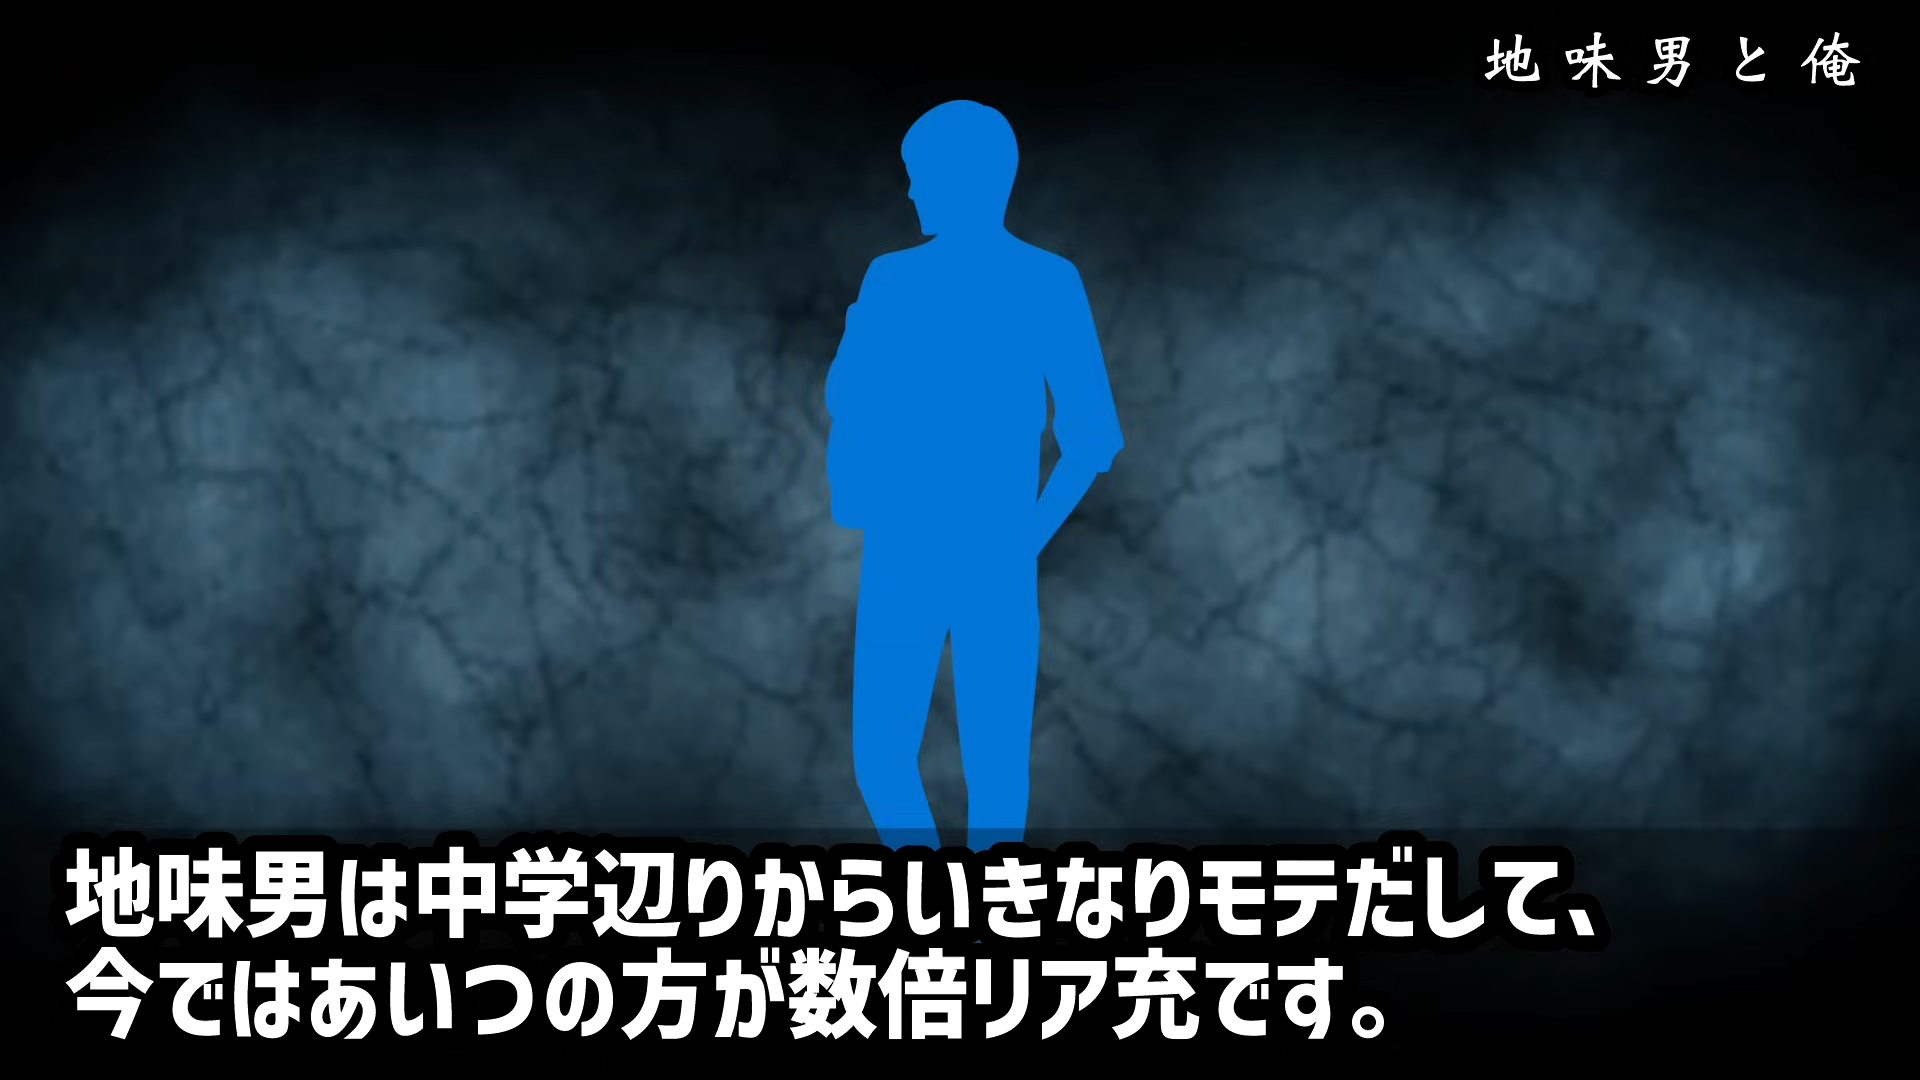 地味男と俺
地味男は中学辺りからいきなりモテだして、
今ではあいつの方が数倍リア充です。